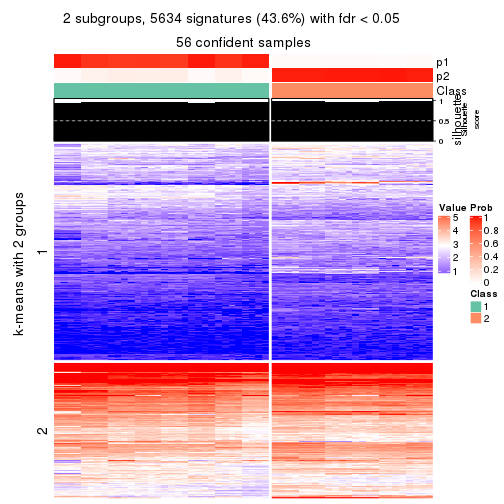 2 subgroups, 5634 signatures (43.6%) with fdr < 0.05
56 confident samples
p1
p2
Class
1
0.5
0
silhouette
Silhouette
score
k-means with 2 groups
1
2
Value
5
4
3
2
1
Prob
1
0.8
0.6
0.4
0.2
0
Class
1
2